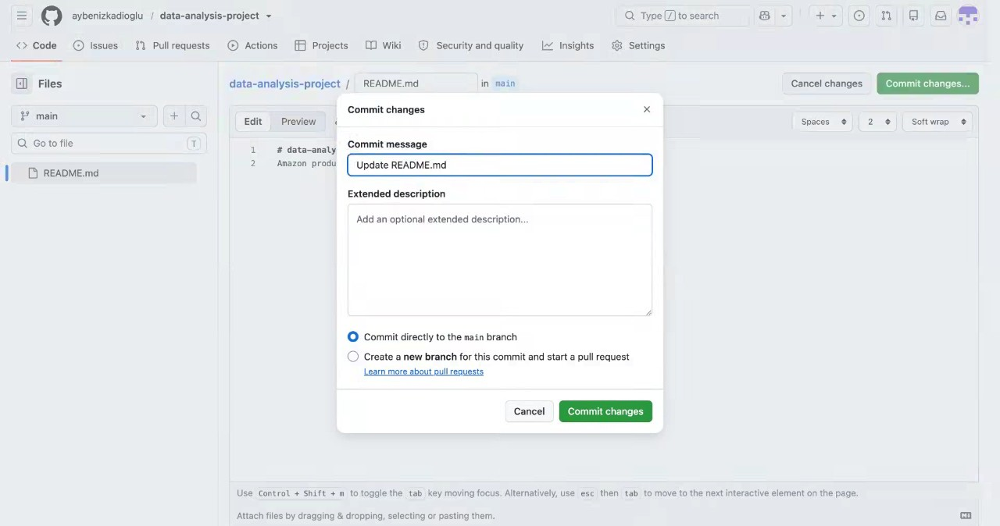 aybenizkadioglu / data-analysis-project
Type / to search
Code Issues Pull requests Actions Projects Wiki Security and quality Insights Settings
Files
data-analysis-project / README.md in main
Cancel changes Commit changes...
main
Go to file T
README.md
Edit Preview
Spaces 2 Soft wrap
1 # data-analy
2 Amazon produ
Commit changes
Commit message
Update README.md
Extended description
Add an optional extended description...
Commit directly to the main branch
Create a new branch for this commit and start a pull request
Learn more about pull requests
Cancel Commit changes
Use Control + Shift + m to toggle the tab key moving focus. Alternatively, use esc then tab to move to the next interactive element on the page.
Attach files by dragging & dropping, selecting or pasting them.